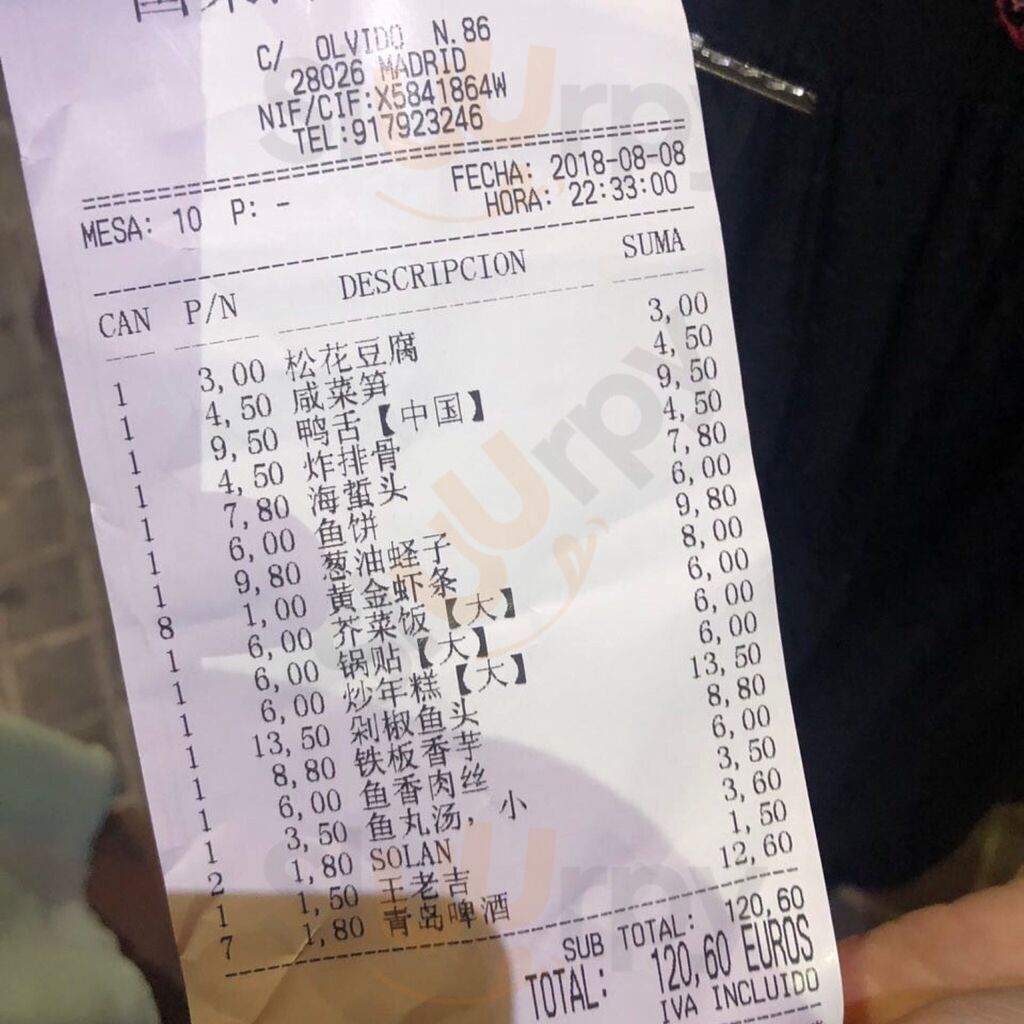 C/ OLVIDO N.86
28026 MADRID
NIF/CIF:X5841864W
TEL:917923246
FECHA: 2018-08-08
MESA: 10 P: - HORA: 22:33:00
CAN P/N DESCRIPCION SUMA
1 3,00 松花豆腐 3,00
1 4,50 咸菜笋 4,50
1 9,50 鸭舌【中国】 9,50
1 4,50 炸排骨 4,50
1 7,80 海蜇头 7,80
1 6,00 鱼饼 6,00
1 9,80 葱油蛏子 9,80
8 1,00 黄金虾条 8,00
1 6,00 芥菜饭【大】 6,00
1 6,00 锅贴【大】 6,00
1 6,00 炒年糕【大】 6,00
1 13,50 剁椒鱼头 13,50
1 8,80 铁板香芋 8,80
1 6,00 鱼香肉丝 6,00
1 3,50 鱼丸汤，小 3,50
2 1,80 SOLAN 3,60
1 1,50 王老吉 1,50
7 1,80 青岛啤酒 12,60
SUB TOTAL: 120,60
TOTAL: 120,60 EUROS
IVA INCLUIDO